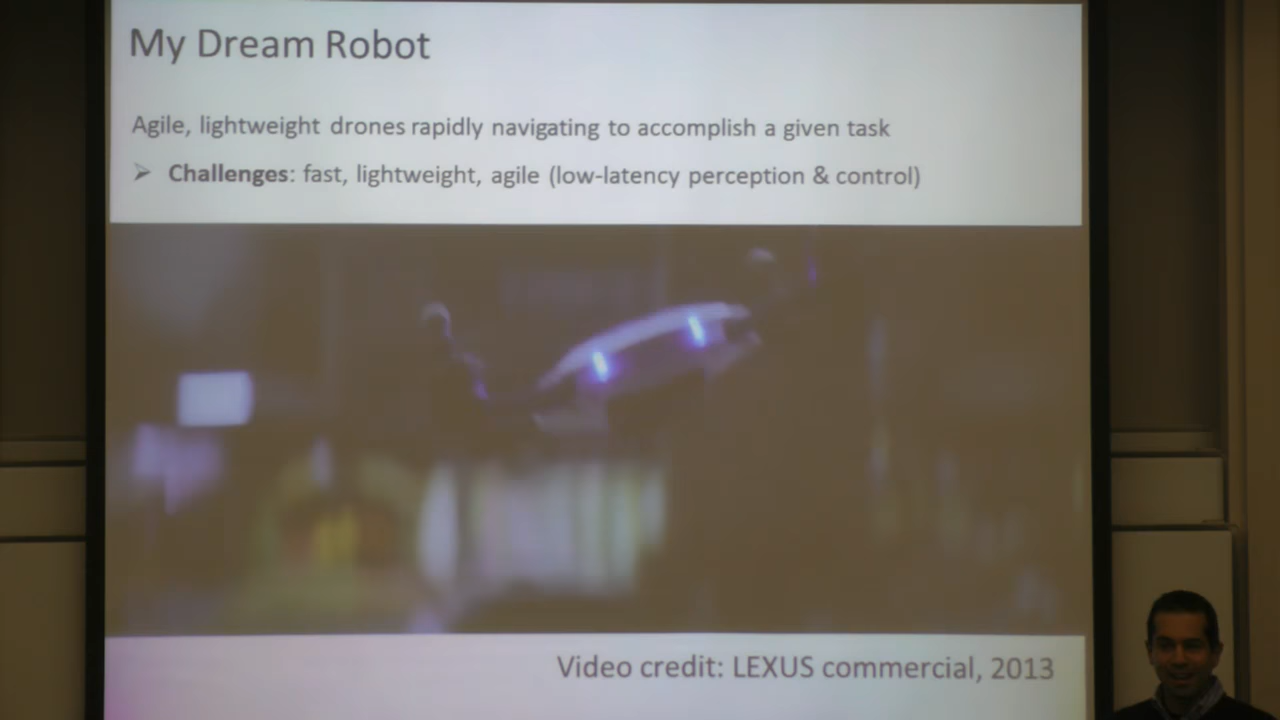 My Dream Robot
Agile, lightweight drones rapidly navigating to accomplish a given task
➢ Challenges: fast, lightweight, agile (low-latency perception & control)
Video credit: LEXUS commercial, 2013